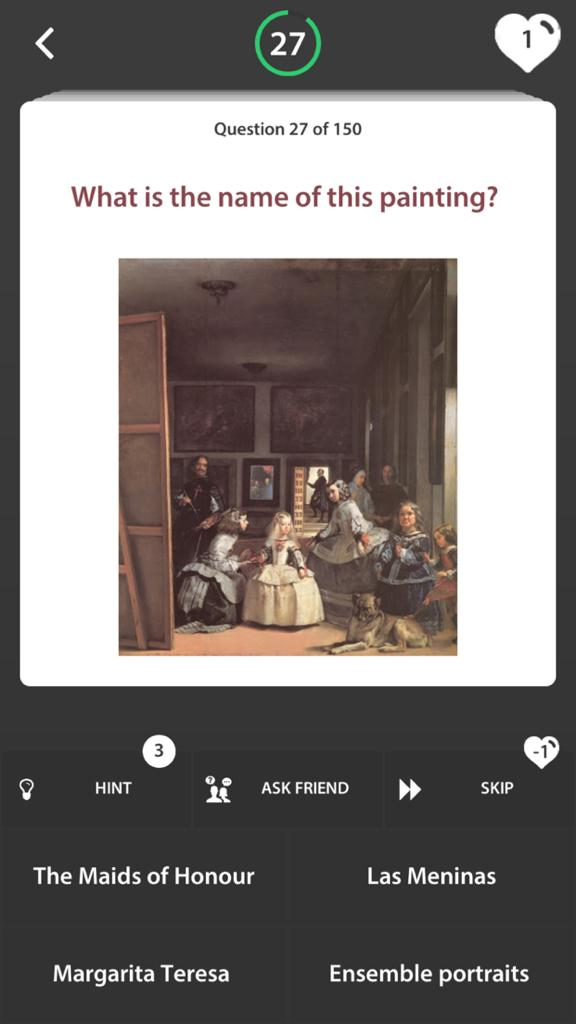 27
1
Question 27 of 150
What is the name of this painting?
3
-1
HINT
ASK FRIEND
SKIP
The Maids of Honour
Las Meninas
Margarita Teresa
Ensemble portraits